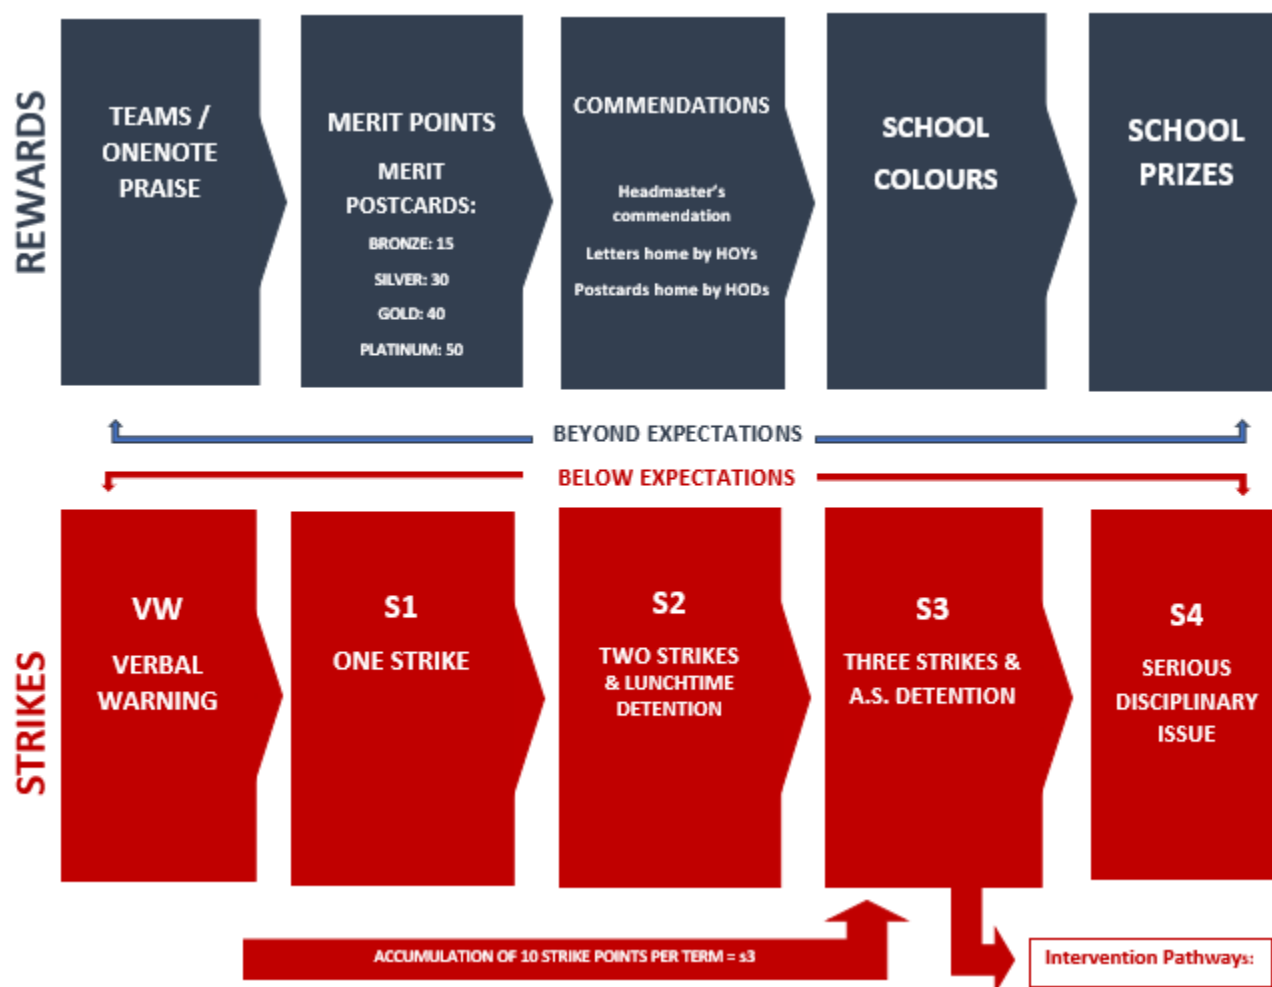 REWARDS
TEAMS /
ONENOTE
PRAISE
MERIT POINTS
MERIT
POSTCARDS:
BRONZE: 15
SILVER: 30
GOLD: 40
PLATINUM: 50
COMMENDATIONS
Headmaster's
commendation
Letters home by HOYs
Postcards home by HODs
SCHOOL
COLOURS
SCHOOL
PRIZES
BEYOND EXPECTATIONS
BELOW EXPECTATIONS
STRIKES
VW
VERBAL
WARNING
S1
ONE STRIKE
S2
TWO STRIKES
& LUNCHTIME
DETENTION
S3
THREE STRIKES &
A.S. DETENTION
S4
SERIOUS
DISCIPLINARY
ISSUE
ACCUMULATION OF 10 STRIKE POINTS PER TERM = s3
Intervention Pathways: